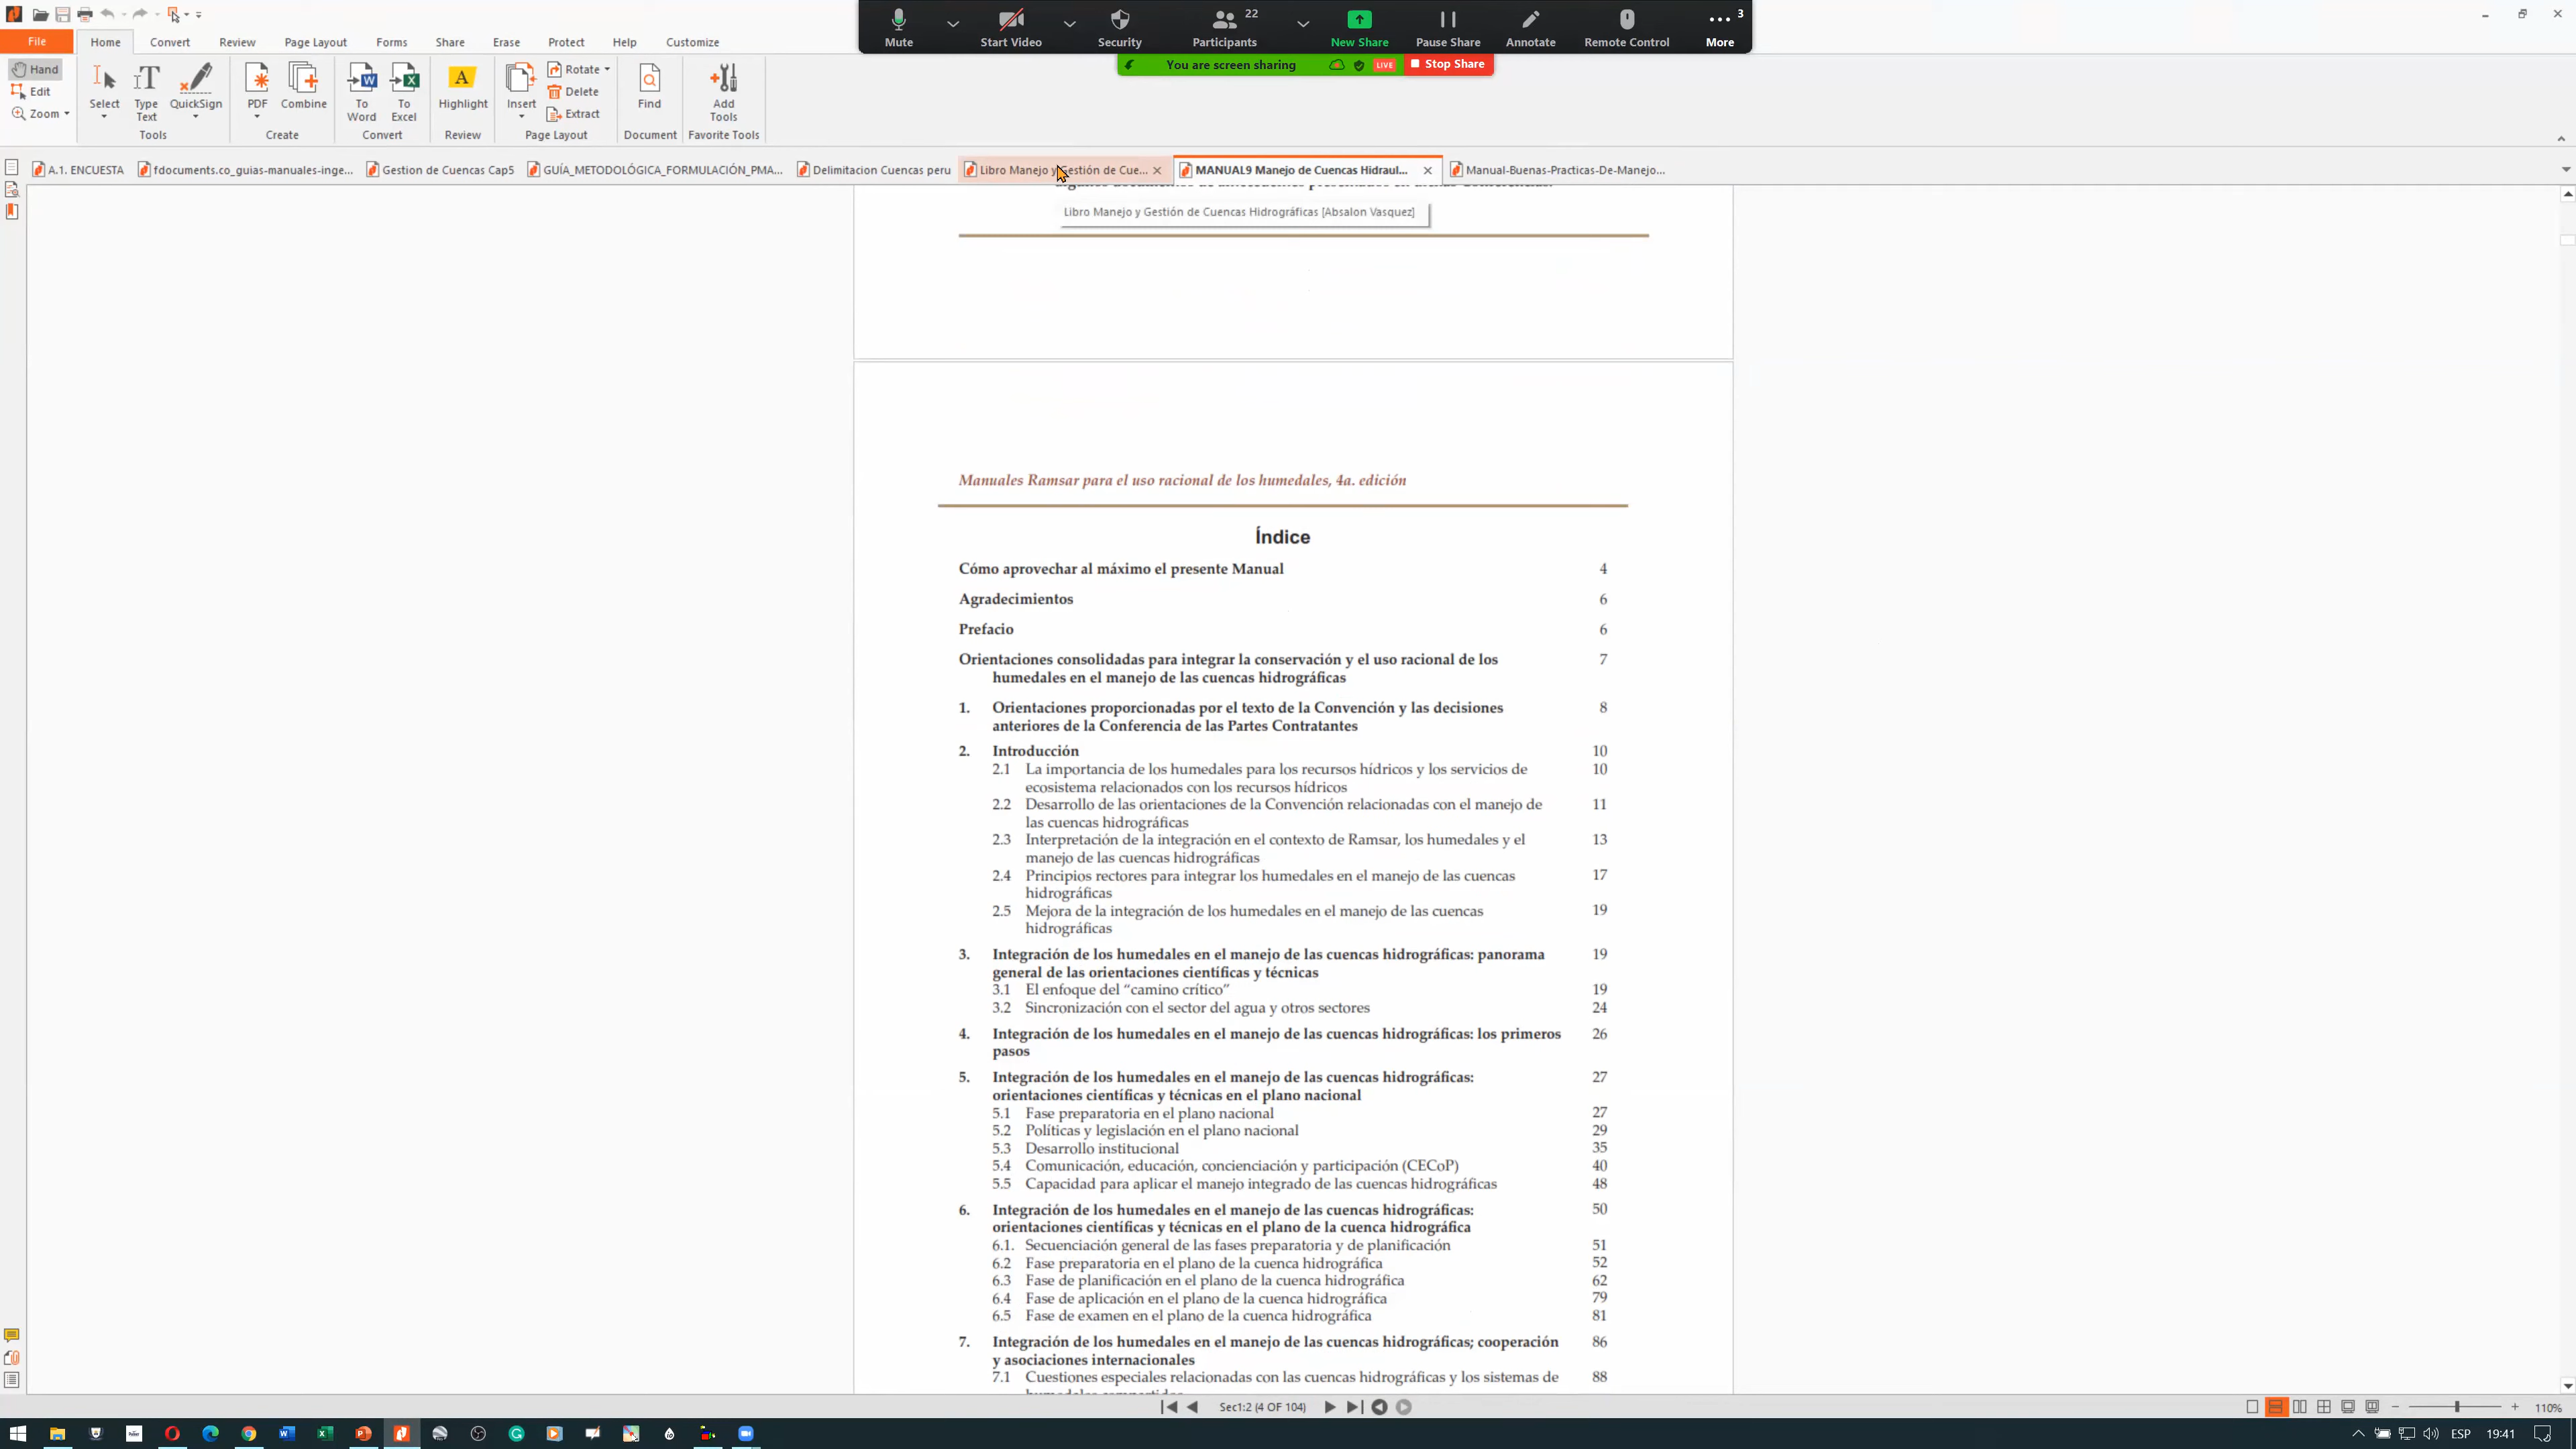 Mute
Start Video
Security
Participants
22
New Share
Pause Share
Annotate
Remote Control
More
3
You are screen sharing
LIVE
Stop Share
File
Home
Convert
Review
Page Layout
Forms
Share
Erase
Protect
Help
Customize
Hand
Edit
Zoom
Select
Type Text
QuickSign
Tools
PDF
Combine
Create
To Word
To Excel
Convert
Highlight
Review
Insert
Rotate
Delete
Extract
Page Layout
Find
Document
Add Tools
Favorite Tools
A.1. ENCUESTA
fdocuments.co_guias-manuales-inge...
Gestion de Cuencas Cap5
GUÍA_METODOLÓGICA_FORMULACIÓN_PMA...
Delimitacion Cuencas peru
Libro Manejo y Gestión de Cue...
MANUAL9 Manejo de Cuencas Hidraul...
Manual-Buenas-Practicas-De-Manejo...
Libro Manejo y Gestión de Cuencas Hidrográficas [Absalon Vasquez]
Manuales Ramsar para el uso racional de los humedales, 4a. edición
Índice
Cómo aprovechar al máximo el presente Manual 4
Agradecimientos 6
Prefacio 6
Orientaciones consolidadas para integrar la conservación y el uso racional de los 7
humedales en el manejo de las cuencas hidrográficas
1. Orientaciones proporcionadas por el texto de la Convención y las decisiones 8
anteriores de la Conferencia de las Partes Contratantes
2. Introducción 10
2.1 La importancia de los humedales para los recursos hídricos y los servicios de 10
ecosistema relacionados con los recursos hídricos
2.2 Desarrollo de las orientaciones de la Convención relacionadas con el manejo de 11
las cuencas hidrográficas
2.3 Interpretación de la integración en el contexto de Ramsar, los humedales y el 13
manejo de las cuencas hidrográficas
2.4 Principios rectores para integrar los humedales en el manejo de las cuencas 17
hidrográficas
2.5 Mejora de la integración de los humedales en el manejo de las cuencas 19
hidrográficas
3. Integración de los humedales en el manejo de las cuencas hidrográficas: panorama 19
general de las orientaciones científicas y técnicas
3.1 El enfoque del “camino crítico” 19
3.2 Sincronización con el sector del agua y otros sectores 24
4. Integración de los humedales en el manejo de las cuencas hidrográficas: los primeros 26
pasos
5. Integración de los humedales en el manejo de las cuencas hidrográficas: 27
orientaciones científicas y técnicas en el plano nacional
5.1 Fase preparatoria en el plano nacional 27
5.2 Políticas y legislación en el plano nacional 29
5.3 Desarrollo institucional 35
5.4 Comunicación, educación, concienciación y participación (CECoP) 40
5.5 Capacidad para aplicar el manejo integrado de las cuencas hidrográficas 48
6. Integración de los humedales en el manejo de las cuencas hidrográficas: 50
orientaciones científicas y técnicas en el plano de la cuenca hidrográfica
6.1. Secuenciación general de las fases preparatoria y de planificación 51
6.2 Fase preparatoria en el plano de la cuenca hidrográfica 52
6.3 Fase de planificación en el plano de la cuenca hidrográfica 62
6.4 Fase de aplicación en el plano de la cuenca hidrográfica 79
6.5 Fase de examen en el plano de la cuenca hidrográfica 81
7. Integración de los humedales en el manejo de las cuencas hidrográficas; cooperación 86
y asociaciones internacionales
7.1 Cuestiones especiales relacionadas con las cuencas hidrográficas y los sistemas de 88
Sec1:2 (4 OF 104)
110%
ESP
19:41